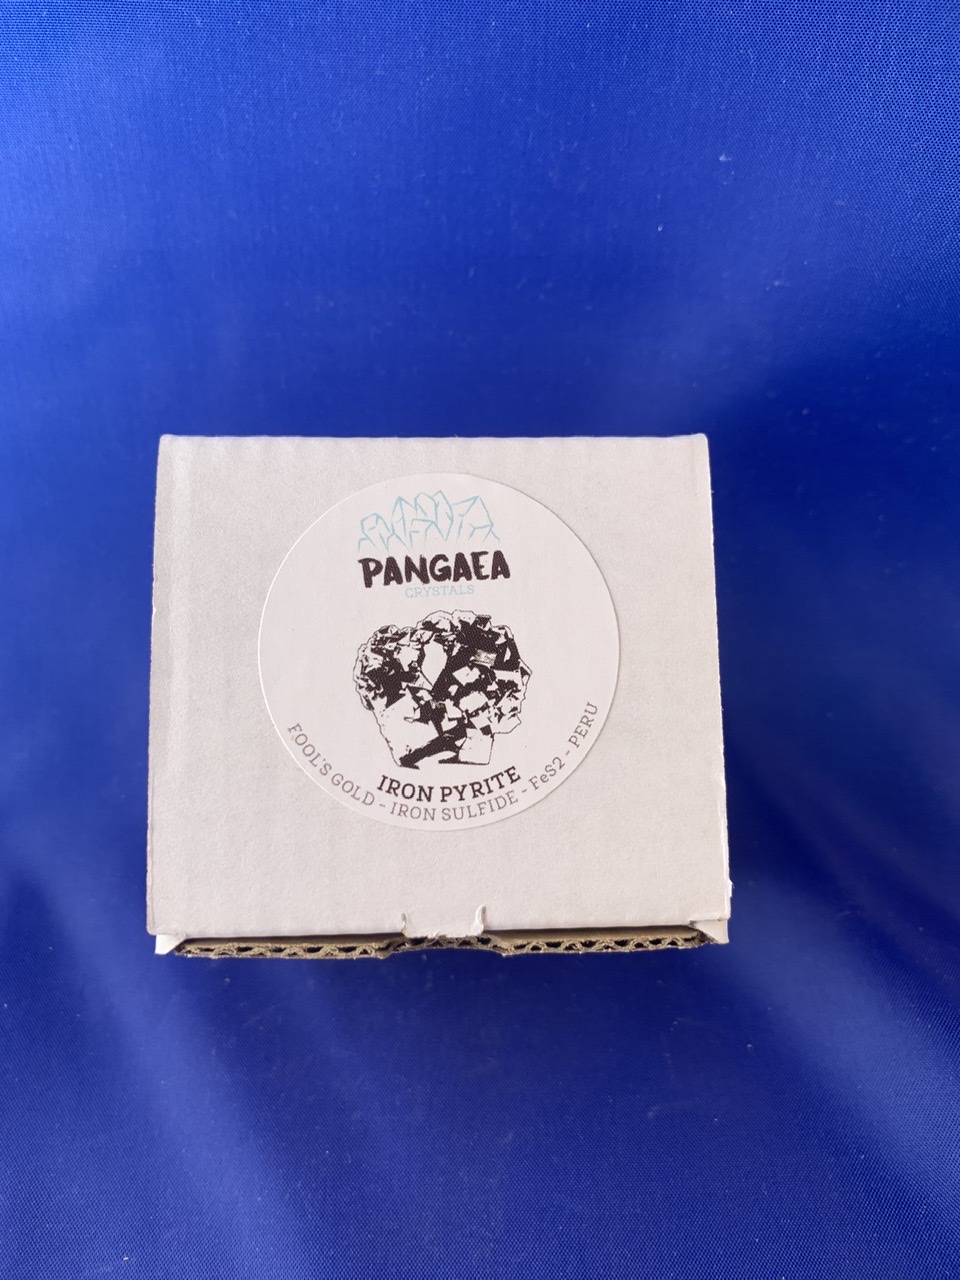 PANGAEA
CRYSTALS
IRON PYRITE
FOOL'S GOLD - IRON SULFIDE - FeS2 - PERU